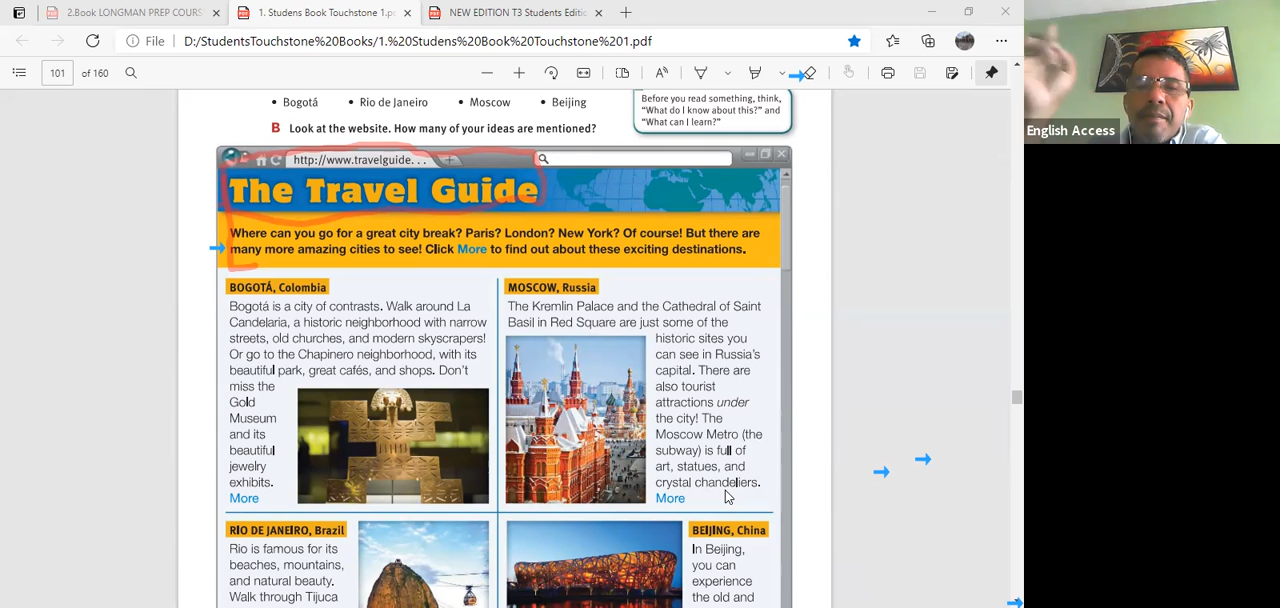 2.Book LONGMAN PREP COURS
1. Studens Book Touchstone 1.p
NEW EDITION T3 Students Editi
File
D:/StudentsTouchstone%20Books/1.%20Studens%20Book%20Touchstone%201.pdf
101
of 160
English Access
• Bogotá • Rio de Janeiro • Moscow • Beijing
B Look at the website. How many of your ideas are mentioned?
Before you read something, think,
"What do I know about this?" and
"What can I learn?"
http://www.travelguide. . .
The Travel Guide
Where can you go for a great city break? Paris? London? New York? Of course! But there are
many more amazing cities to see! Click More to find out about these exciting destinations.
BOGOTÁ, Colombia
Bogotá is a city of contrasts. Walk around La
Candelaria, a historic neighborhood with narrow
streets, old churches, and modern skyscrapers!
Or go to the Chapinero neighborhood, with its
beautiful park, great cafés, and shops. Don't
miss the
Gold
Museum
and its
beautiful
jewelry
exhibits.
More
MOSCOW, Russia
The Kremlin Palace and the Cathedral of Saint
Basil in Red Square are just some of the
historic sites you
can see in Russia's
capital. There are
also tourist
attractions under
the city! The
Moscow Metro (the
subway) is full of
art, statues, and
crystal chandeliers.
More
RIO DE JANEIRO, Brazil
Rio is famous for its
beaches, mountains,
and natural beauty.
Walk through Tijuca
BEIJING, China
In Beijing,
you can
experience
the old and